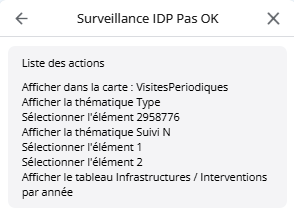 Surveillance IDP Pas OK
Liste des actions
Afficher dans la carte : VisitesPeriodiques
Afficher la thématique Type
Sélectionner l'élément 2958776
Afficher la thématique Suivi N
Sélectionner l'élément 1
Sélectionner l'élément 2
Afficher le tableau Infrastructures / Interventions
par année